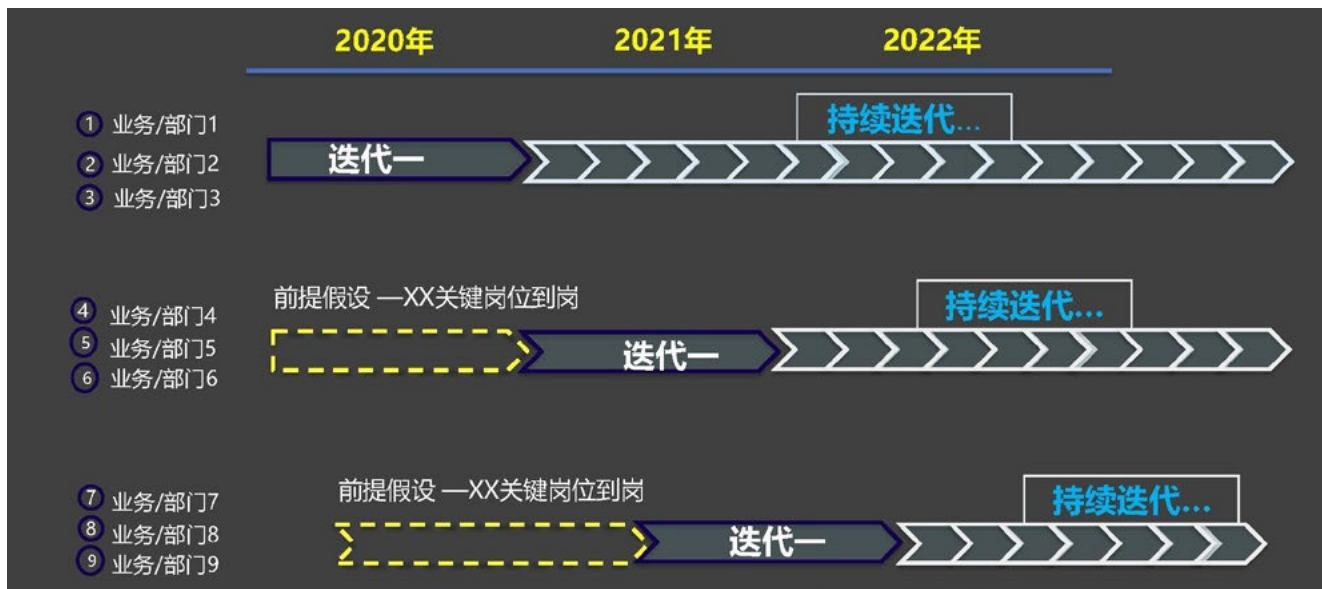 2020年 2021年 2022年
① 业务/部门1
② 业务/部门2
③ 业务/部门3
迭代一
持续迭代...
前提假设 —XX关键岗位到岗
④ 业务/部门4
⑤ 业务/部门5
⑥ 业务/部门6
迭代一
持续迭代...
前提假设 —XX关键岗位到岗
⑦ 业务/部门7
⑧ 业务/部门8
⑨ 业务/部门9
迭代一
持续迭代...